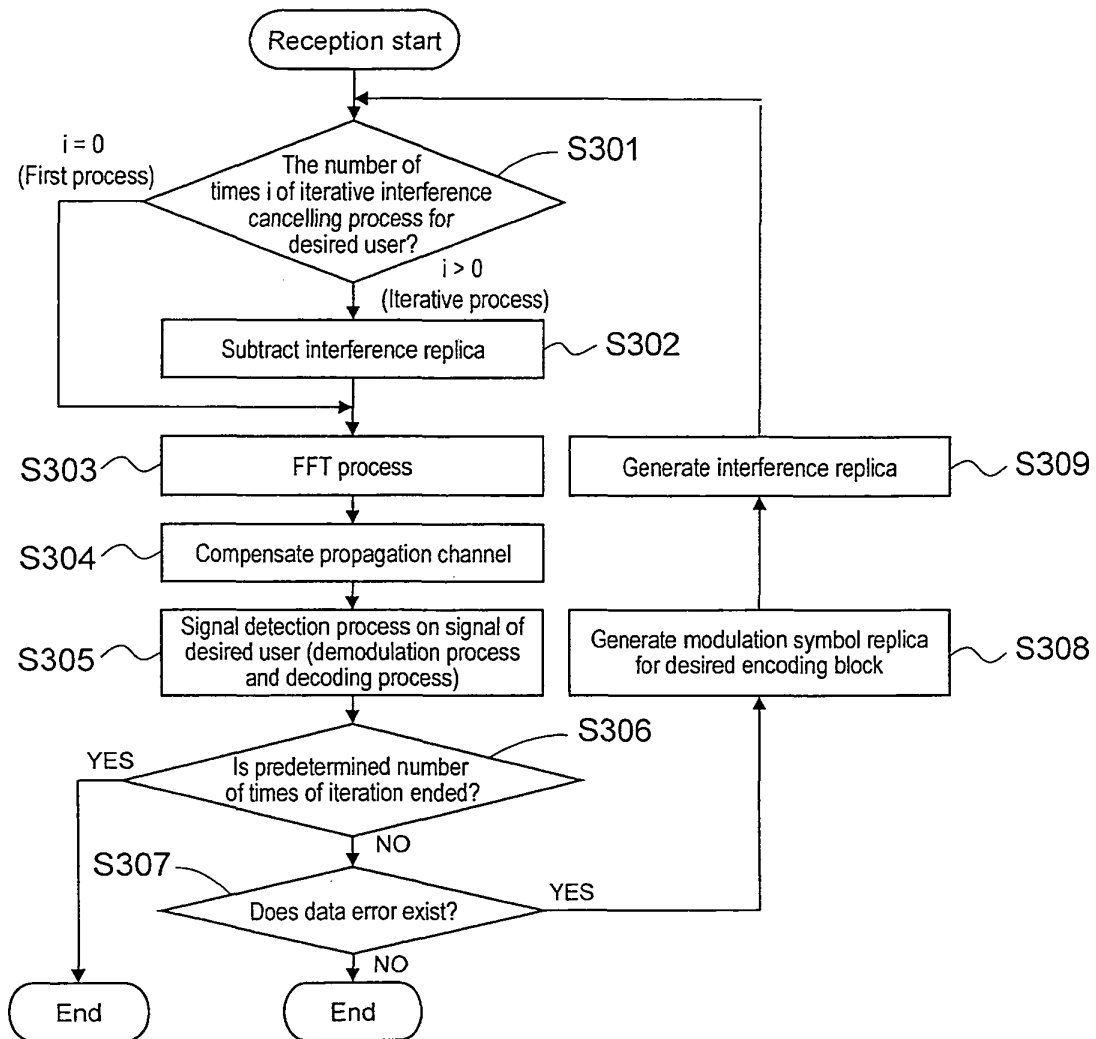 Reception start
i = 0
(First process)
S301
The number of
times i of iterative interference
cancelling process for
desired user?
i > 0
(Iterative process)
Subtract interference replica
S302
S303
FFT process
Generate interference replica
S309
S304
Compensate propagation channel
S305
Signal detection process on signal of
desired user (demodulation process
and decoding process)
Generate modulation symbol replica
for desired encoding block
S308
S306
YES
Is predetermined number
of times of iteration ended?
NO
S307
YES
Does data error exist?
NO
End
End